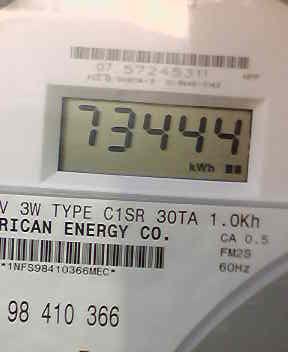 07 57245311
73444
kWh
V 3W TYPE C1SR 30TA 1.0Kh
RICAN ENERGY CO.
CA 0.5
FM2S
60Hz
*1NFS98410366MEC*
98 410 366